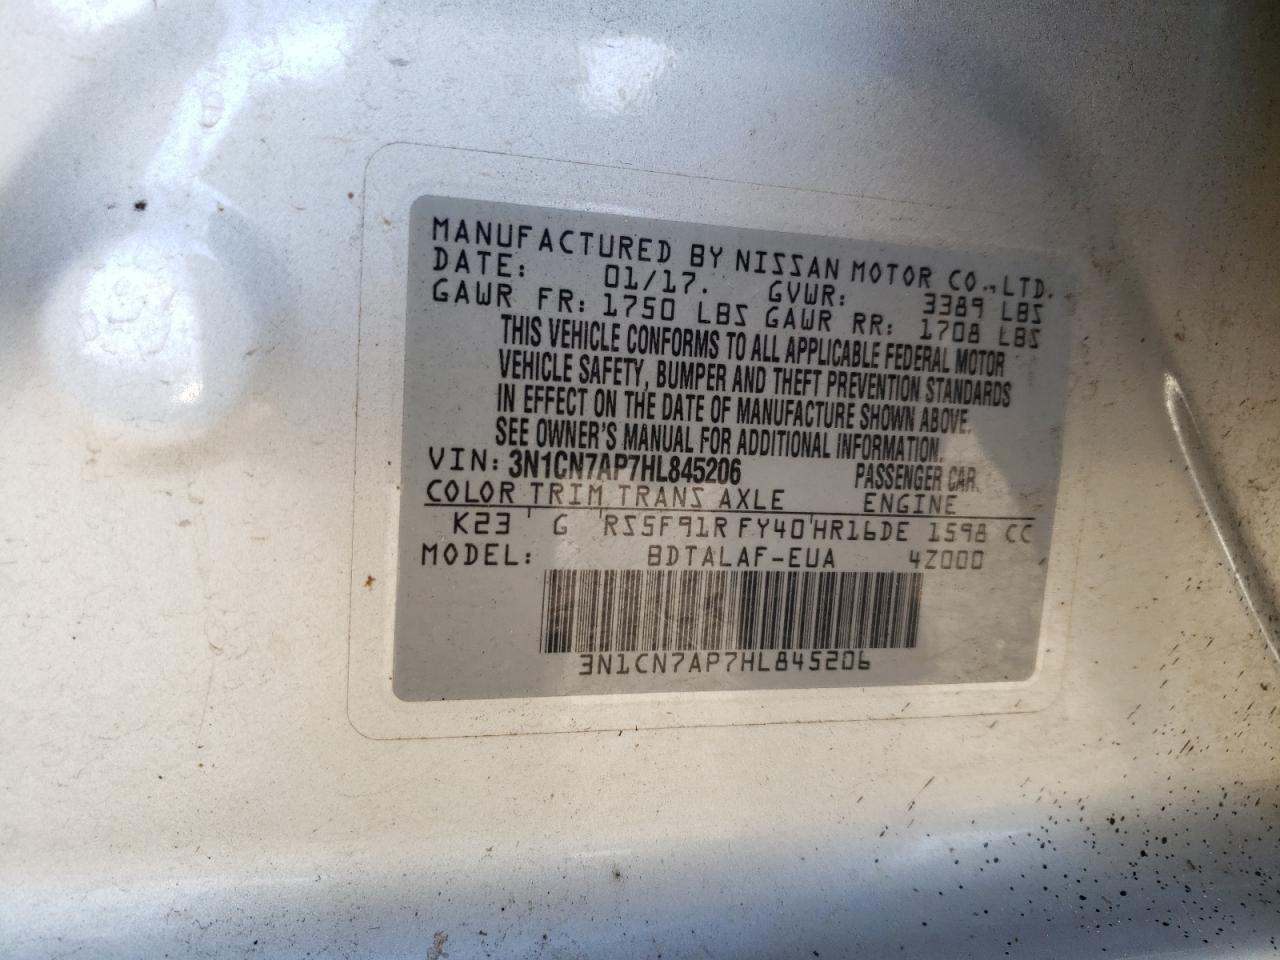 MANUFACTURED BY NISSAN MOTOR CO.,LTD.
DATE: 01/17. GVWR: 3389 LBS
GAWR FR: 1750 LBS GAWR RR: 1708 LBS
THIS VEHICLE CONFORMS TO ALL APPLICABLE FEDERAL MOTOR
VEHICLE SAFETY, BUMPER AND THEFT PREVENTION STANDARDS
IN EFFECT ON THE DATE OF MANUFACTURE SHOWN ABOVE.
SEE OWNER'S MANUAL FOR ADDITIONAL INFORMATION.
VIN: 3N1CN7AP7HL845206 PASSENGER CAR.
COLOR TRIM TRANS AXLE ENGINE
K23 ' G ' RS5F91R FY40 ' HR16DE 1598 CC
MODEL: BDTALAF-EUA 4Z000
3N1CN7AP7HL845206